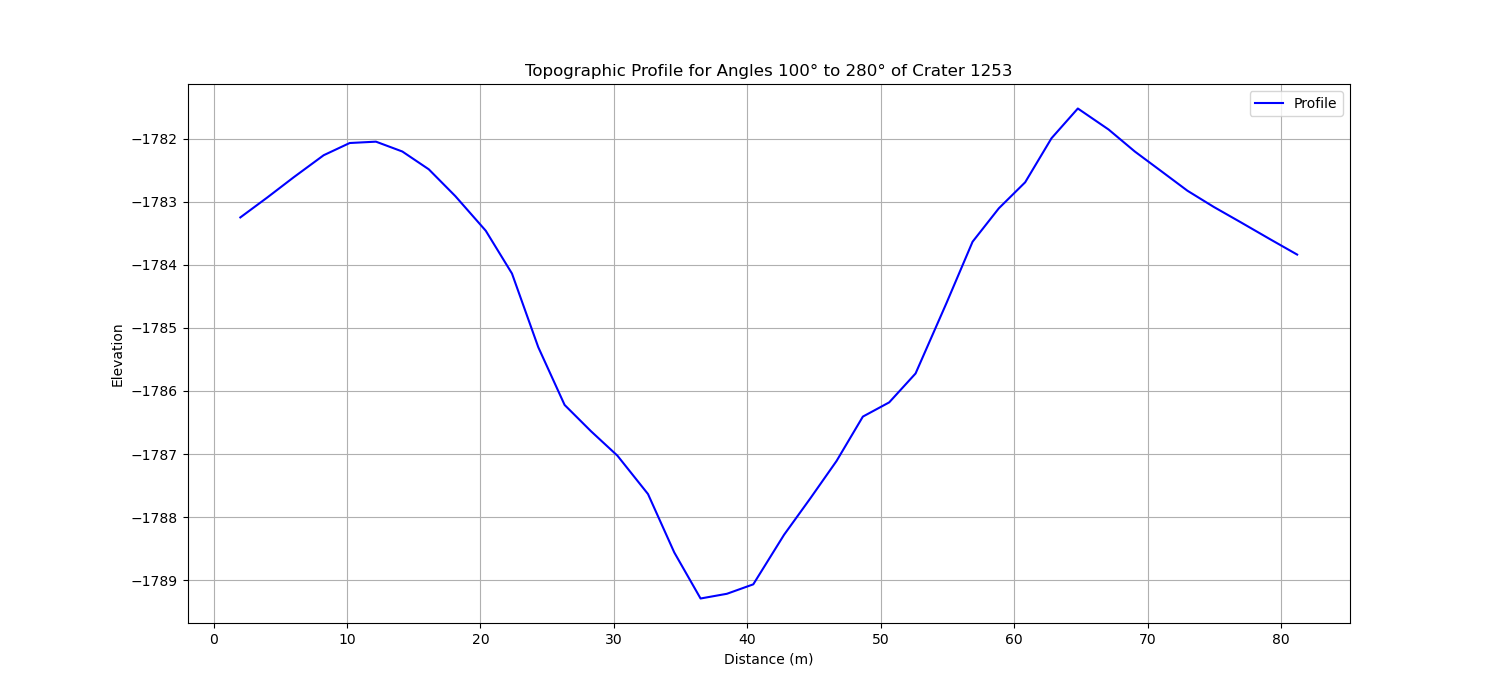 Topographic Profile for Angles 100° to 280° of Crater 1253
Profile
−1782
−1783
−1784
−1785
−1786
−1787
−1788
−1789
Elevation
0 10 20 30 40 50 60 70 80
Distance (m)